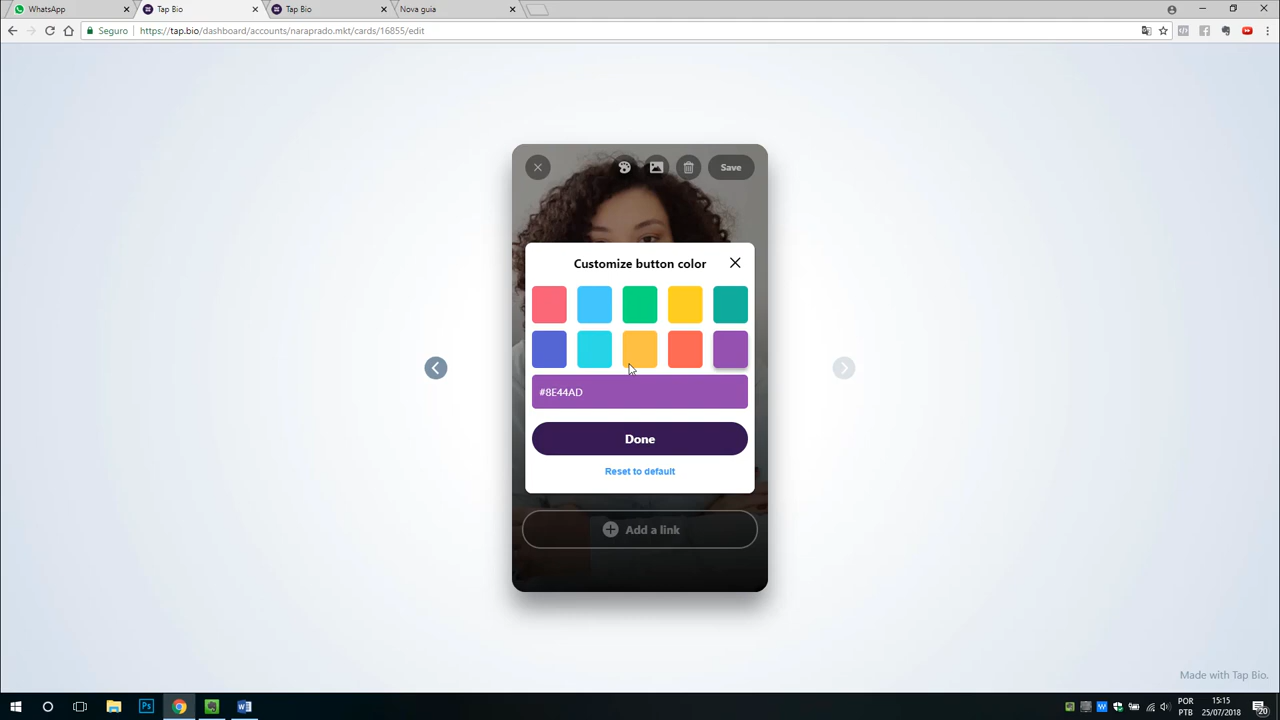 WhatsApp
Tap Bio
Tap Bio
Nova guia
Seguro
https://tap.bio/dashboard/accounts/naraprado.mkt/cards/16855/edit
Save
Customize button color
#8E44AD
Done
Reset to default
Add a link
Made with Tap Bio.
POR
PTB
15:15
25/07/2018
20